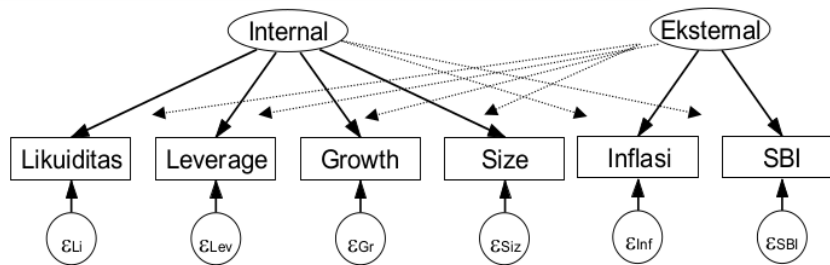 Internal Eksternal
Likuiditas Leverage Growth Size Inflasi SBI
εLi εLev εGr εSiz εInf εSBI